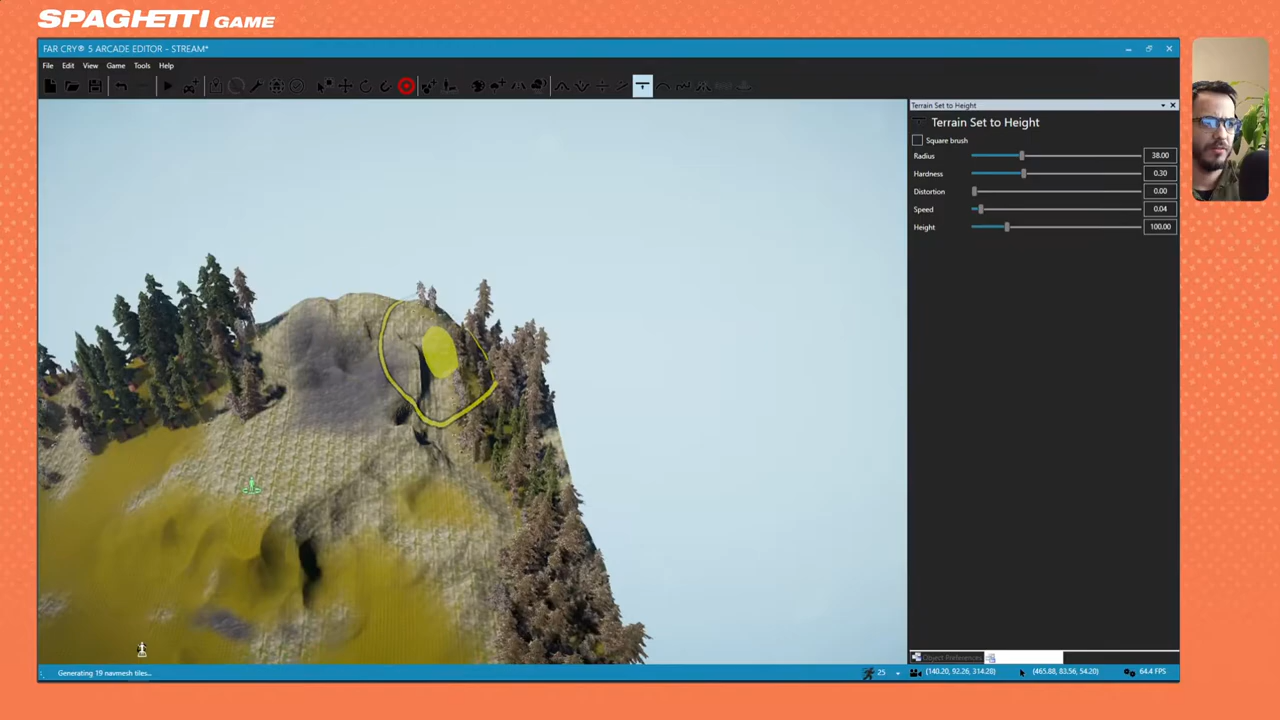 SPAGHETTI GAME
FAR CRY® 5 ARCADE EDITOR - STREAM*
File Edit View Game Tools Help
Terrain Set to Height
Terrain Set to Height
Square brush
Radius 38.00
Hardness 0.30
Distortion 0.00
Speed 0.04
Height 100.00
Object Preferences
Generating 19 navmesh tiles...
25
(140.20, 92.26, 314.28)
(465.88, 83.56, 54.20)
64.4 FPS